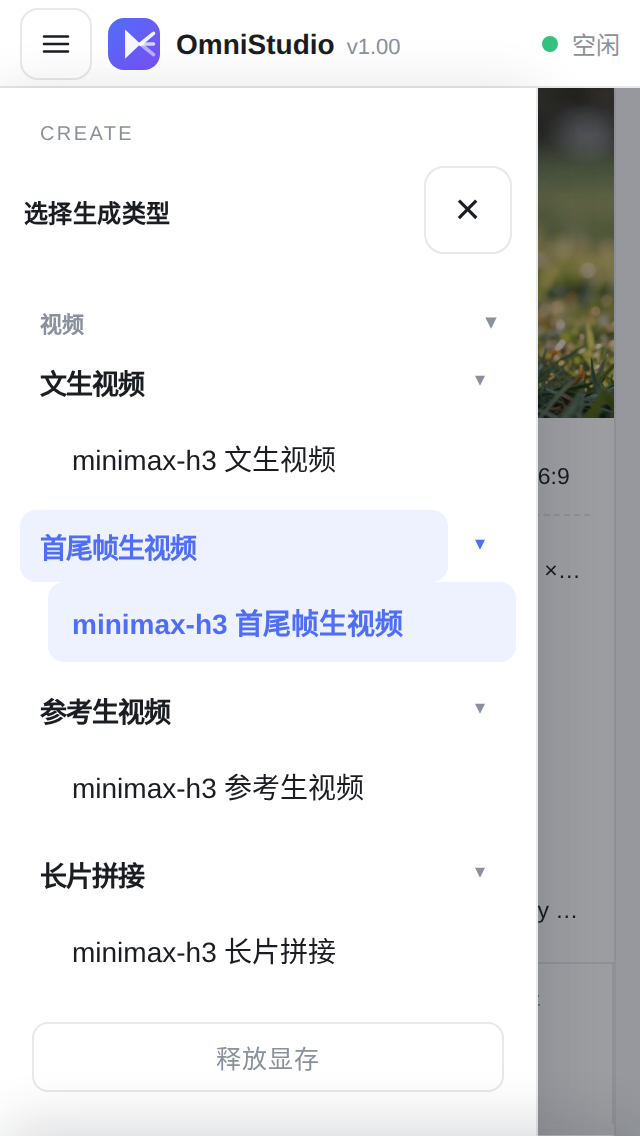 OmniStudio v1.00 空闲
CREATE
选择生成类型
视频
文生视频
minimax-h3 文生视频
首尾帧生视频
minimax-h3 首尾帧生视频
参考生视频
minimax-h3 参考生视频
长片拼接
minimax-h3 长片拼接
释放显存
6:9
×...
y ...